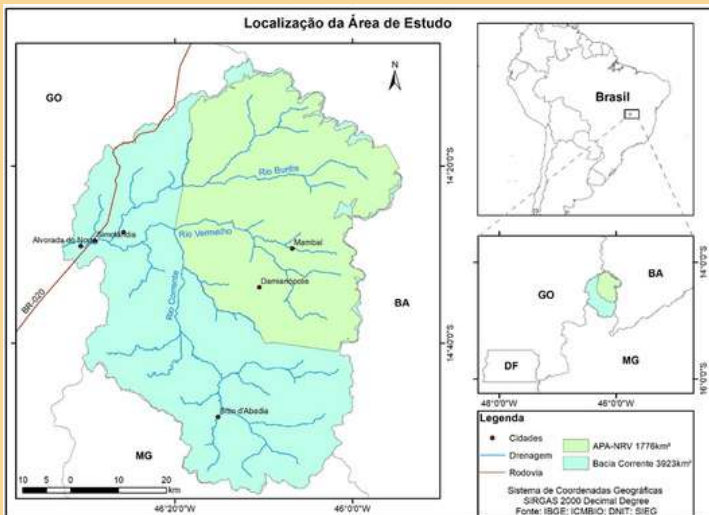 Localização da Área de Estudo
GO
N
Brasil
14°20'0"S
Rio Buritis
Rio Vermelho
Alvorada do Norte
Simolândia
Mambaí
Damianópolis
Rio Corrente
BR-020
BA
14°40'0"S
Sítio d'Abadia
MG
10 5 0 10 20
km
46°20'0"W
46°0'0"W
14°0'0"S
GO
BA
DF
MG
16°0'0"S
48°0'0"W
46°0'0"W
Legenda
Cidades
Drenagem
Rodovia
APA-NRV 1776km²
Bacia Corrente 3923km²
Sistema de Coordenadas Geográficas
SIRGAS 2000 Decimal Degree
Fonte: IBGE; ICMBIO; DNIT; SIEG